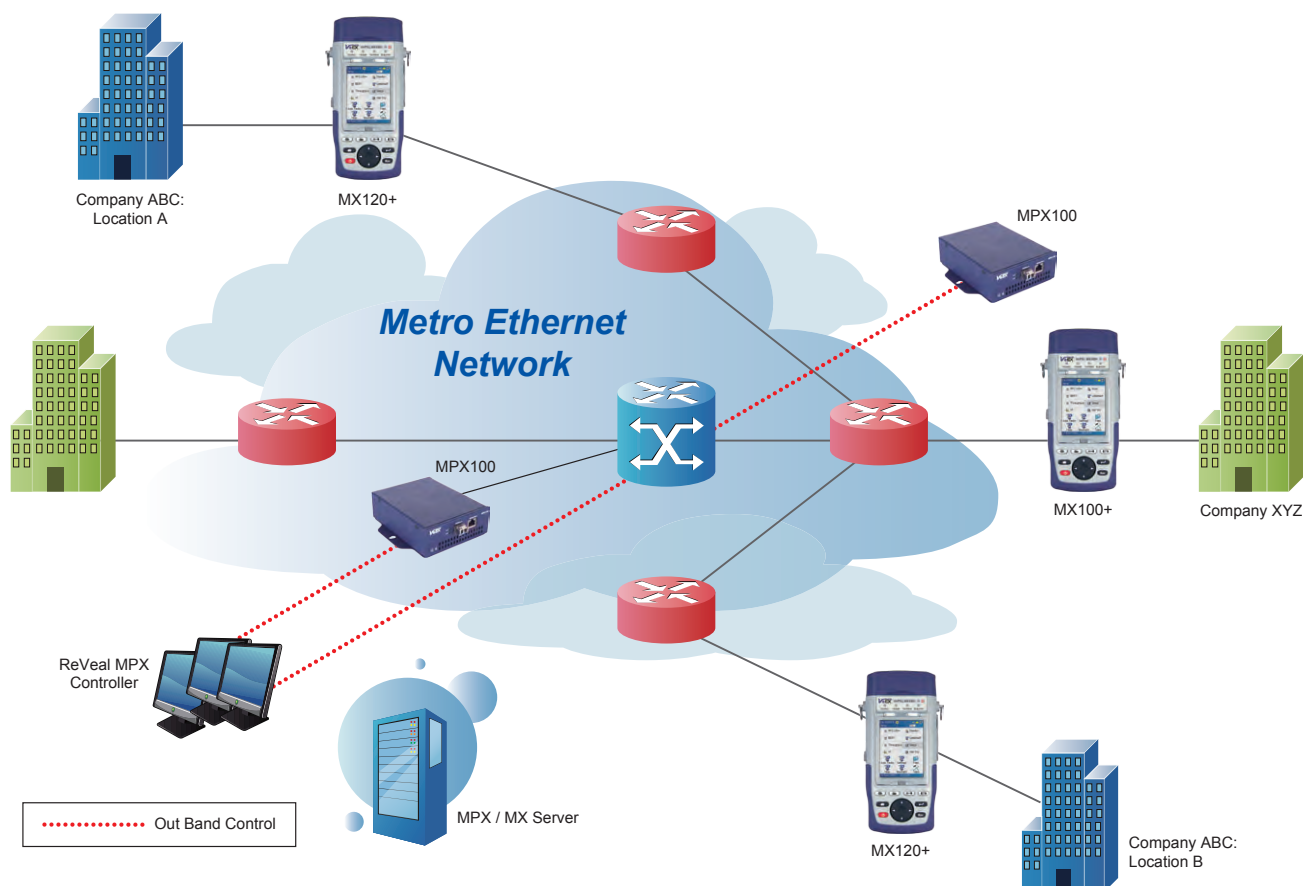 Company ABC:
Location A
MX120+
MPX100
Metro Ethernet
Network
MPX100
MX100+
Company XYZ
ReVeal MPX
Controller
MPX / MX Server
Out Band Control
MX120+
Company ABC:
Location B